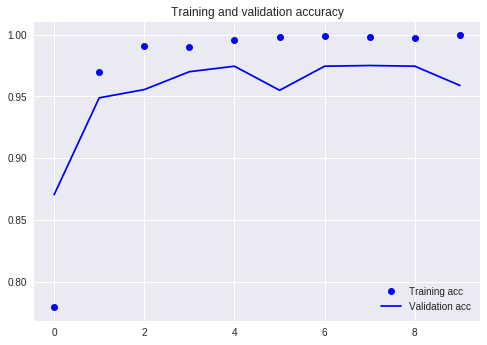 Training and validation accuracy
1.00
0.95
0.90
0.85
0.80
Training acc
Validation acc
0 2 4 6 8